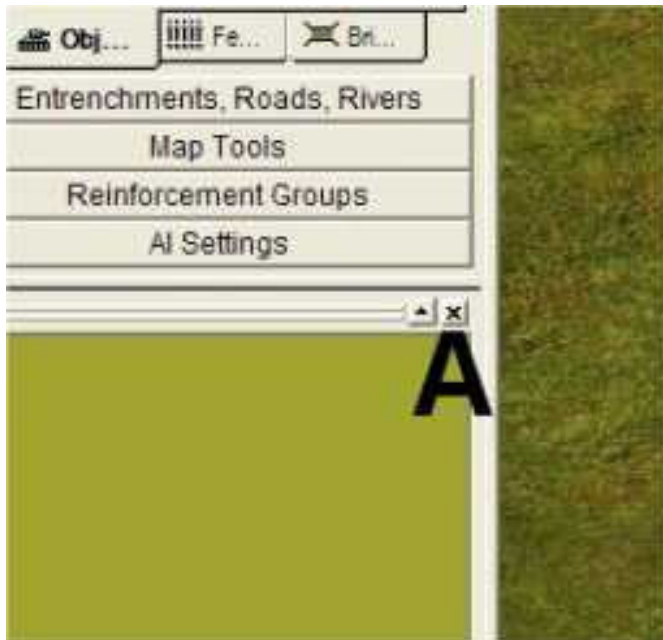 Obj... Fe... Bri...
Entrenchments, Roads, Rivers
Map Tools
Reinforcement Groups
AI Settings
A